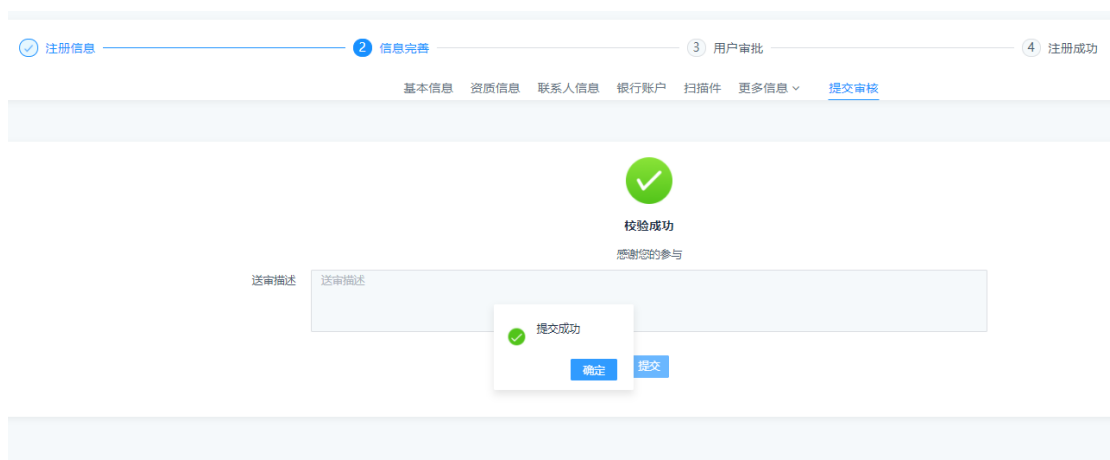 注册信息 2 信息完善 3 用户审批 4 注册成功
基本信息 资质信息 联系人信息 银行账户 扫描件 更多信息 提交审核
校验成功
感谢您的参与
送审描述 送审描述
提交成功
确定 提交